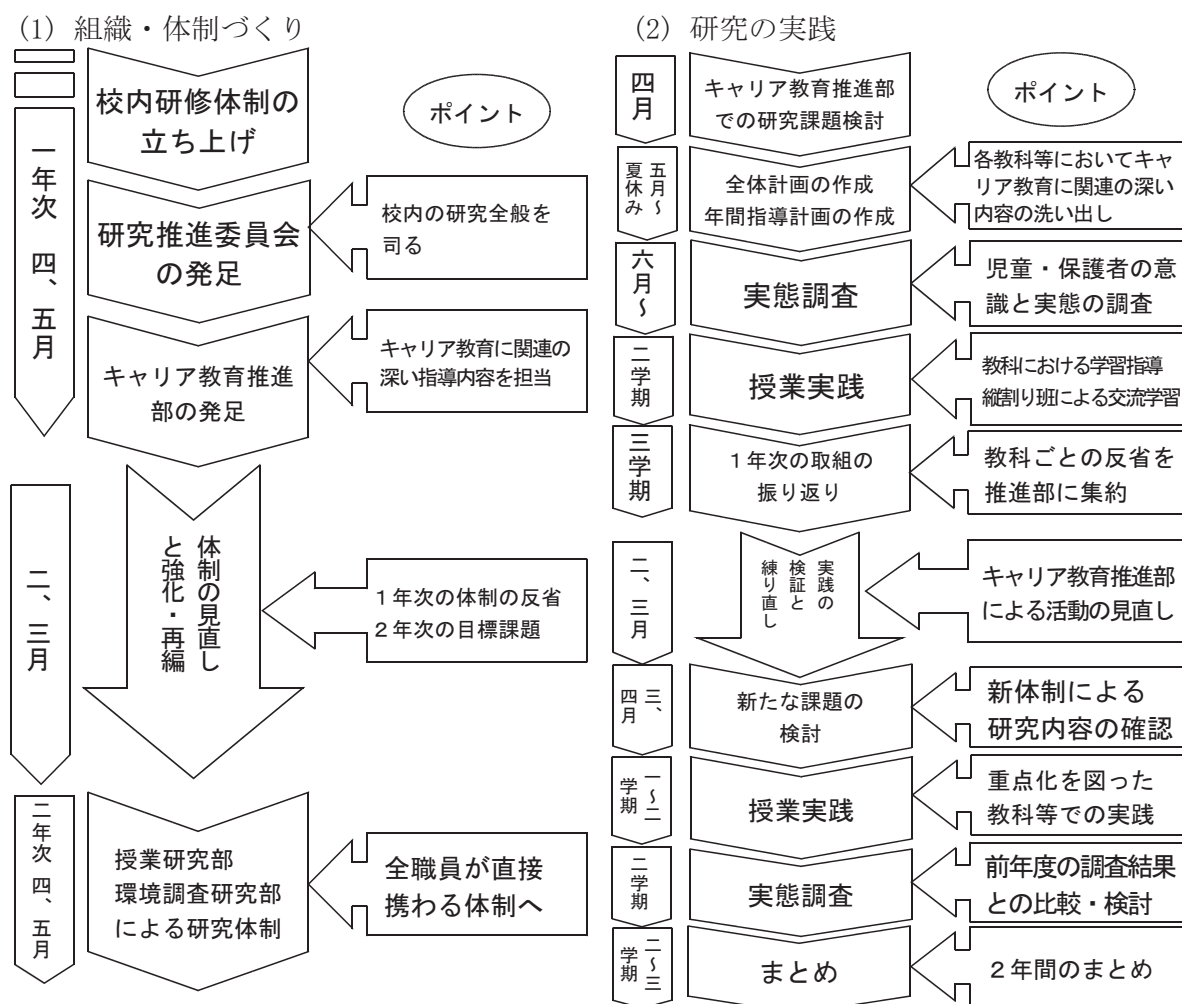 (1) 組織・体制づくり
一年次 四、五月
校内研修体制の
立ち上げ
ポイント
研究推進委員会
の発足
校内の研究全般を
司る
キャリア教育推進
部の発足
キャリア教育に関連の
深い指導内容を担当
二、三月
体制の見直し
と強化・再編
1年次の体制の反省
2年次の目標課題
二年次 四、五月
授業研究部
環境調査研究部
による研究体制
全職員が直接
携わる体制へ
(2) 研究の実践
四月
キャリア教育推進部
での研究課題検討
ポイント
五月~
夏休み
全体計画の作成
年間指導計画の作成
各教科等においてキャ
リア教育に関連の深い
内容の洗い出し
六月~
実態調査
児童・保護者の意
識と実態の調査
二学期
授業実践
教科における学習指導
縦割り班による交流学習
三学期
1年次の取組の
振り返り
教科ごとの反省を
推進部に集約
二、三月
実践の
検証と
練り直し
キャリア教育推進部
による活動の見直し
三、
四月
新たな課題の
検討
新体制による
研究内容の確認
一~二
学期
授業実践
重点化を図った
教科等での実践
二学期
実態調査
前年度の調査結果
との比較・検討
二~三
学期
まとめ
2年間のまとめ